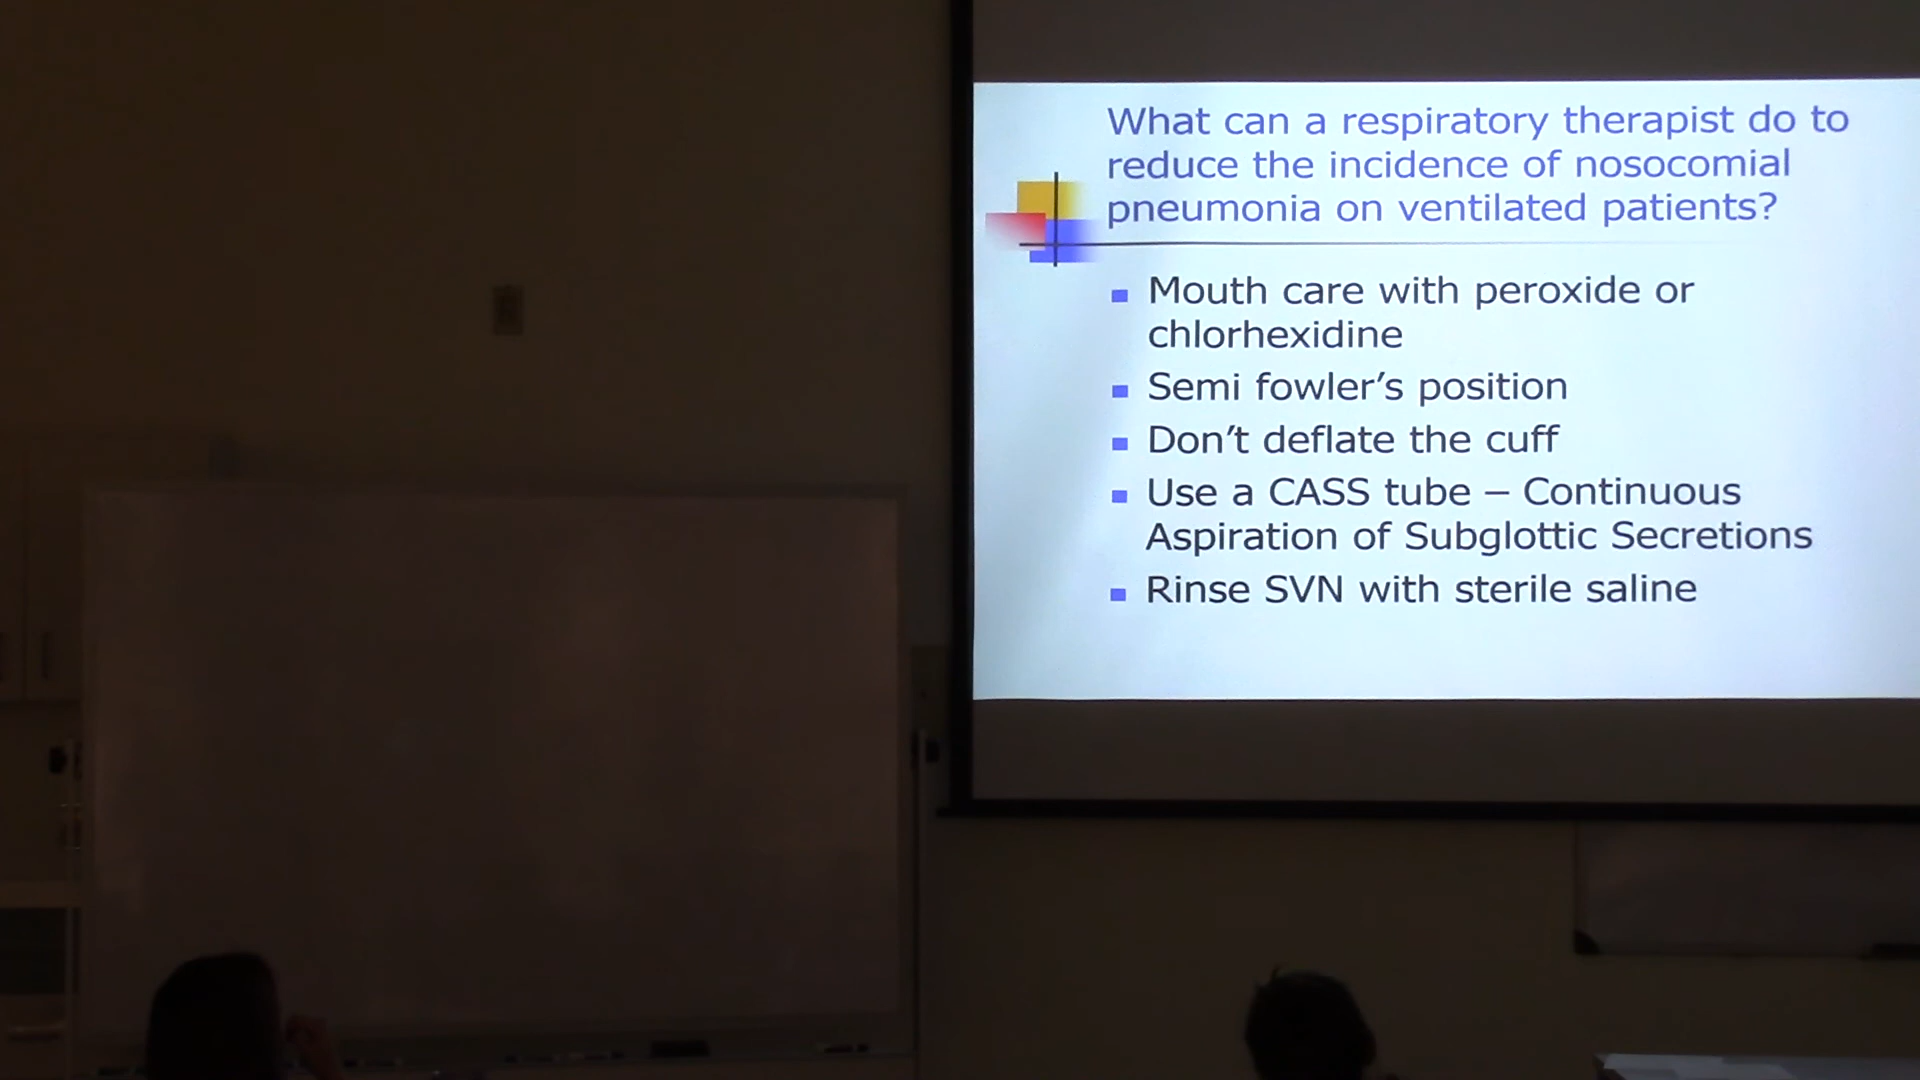 What can a respiratory therapist do to
reduce the incidence of nosocomial
pneumonia on ventilated patients?
Mouth care with peroxide or
chlorhexidine
Semi fowler’s position
Don’t deflate the cuff
Use a CASS tube – Continuous
Aspiration of Subglottic Secretions
Rinse SVN with sterile saline